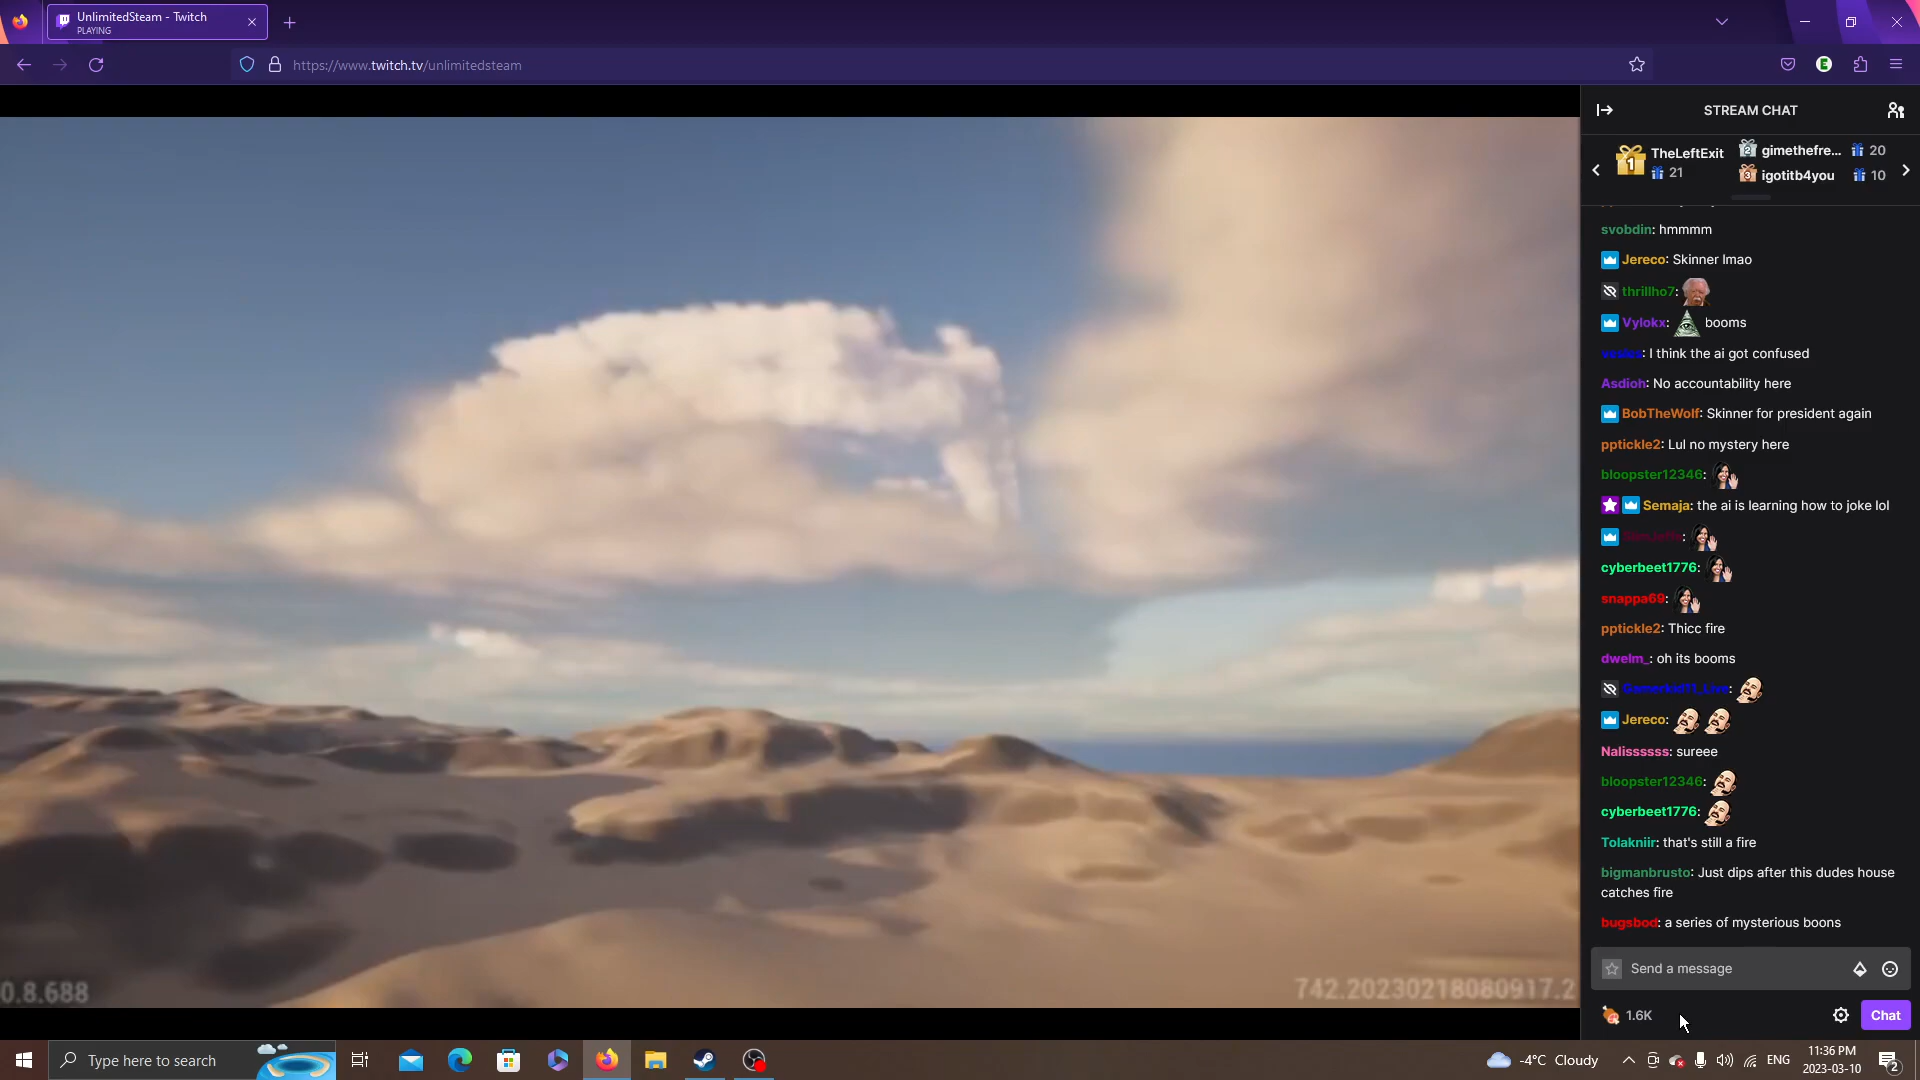 UnlimitedSteam - Twitch
PLAYING
https://www.twitch.tv/unlimitedsteam
STREAM CHAT
1 TheLeftExit 21
2 gimethefre... 20
3 igotitb4you 10
svobdin: hmmmm
Jereco: Skinner lmao
thrillho7:
Vylokx: booms
I think the ai got confused
Asdioh: No accountability here
BobTheWolf: Skinner for president again
pptickle2: Lul no mystery here
bloopster12346:
Semaja: the ai is learning how to joke lol
cyberbeet1776:
snappa69:
pptickle2: Thicc fire
dwelm_: oh its booms
Gamerkid11_Live:
Jereco:
Nalissssss: sureee
bloopster12346:
cyberbeet1776:
Tolakniir: that's still a fire
bigmanbrusto: Just dips after this dudes house
catches fire
bugsbod: a series of mysterious boons
Send a message
1.6K
Chat
0.8.688
742.20230218080917.2
Type here to search
-4°C Cloudy
ENG
11:36 PM
2023-03-10
2